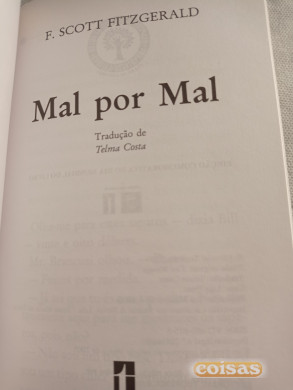 F. SCOTT FITZGERALD
Mal por Mal
Tradução de
Telma Costa
coisas